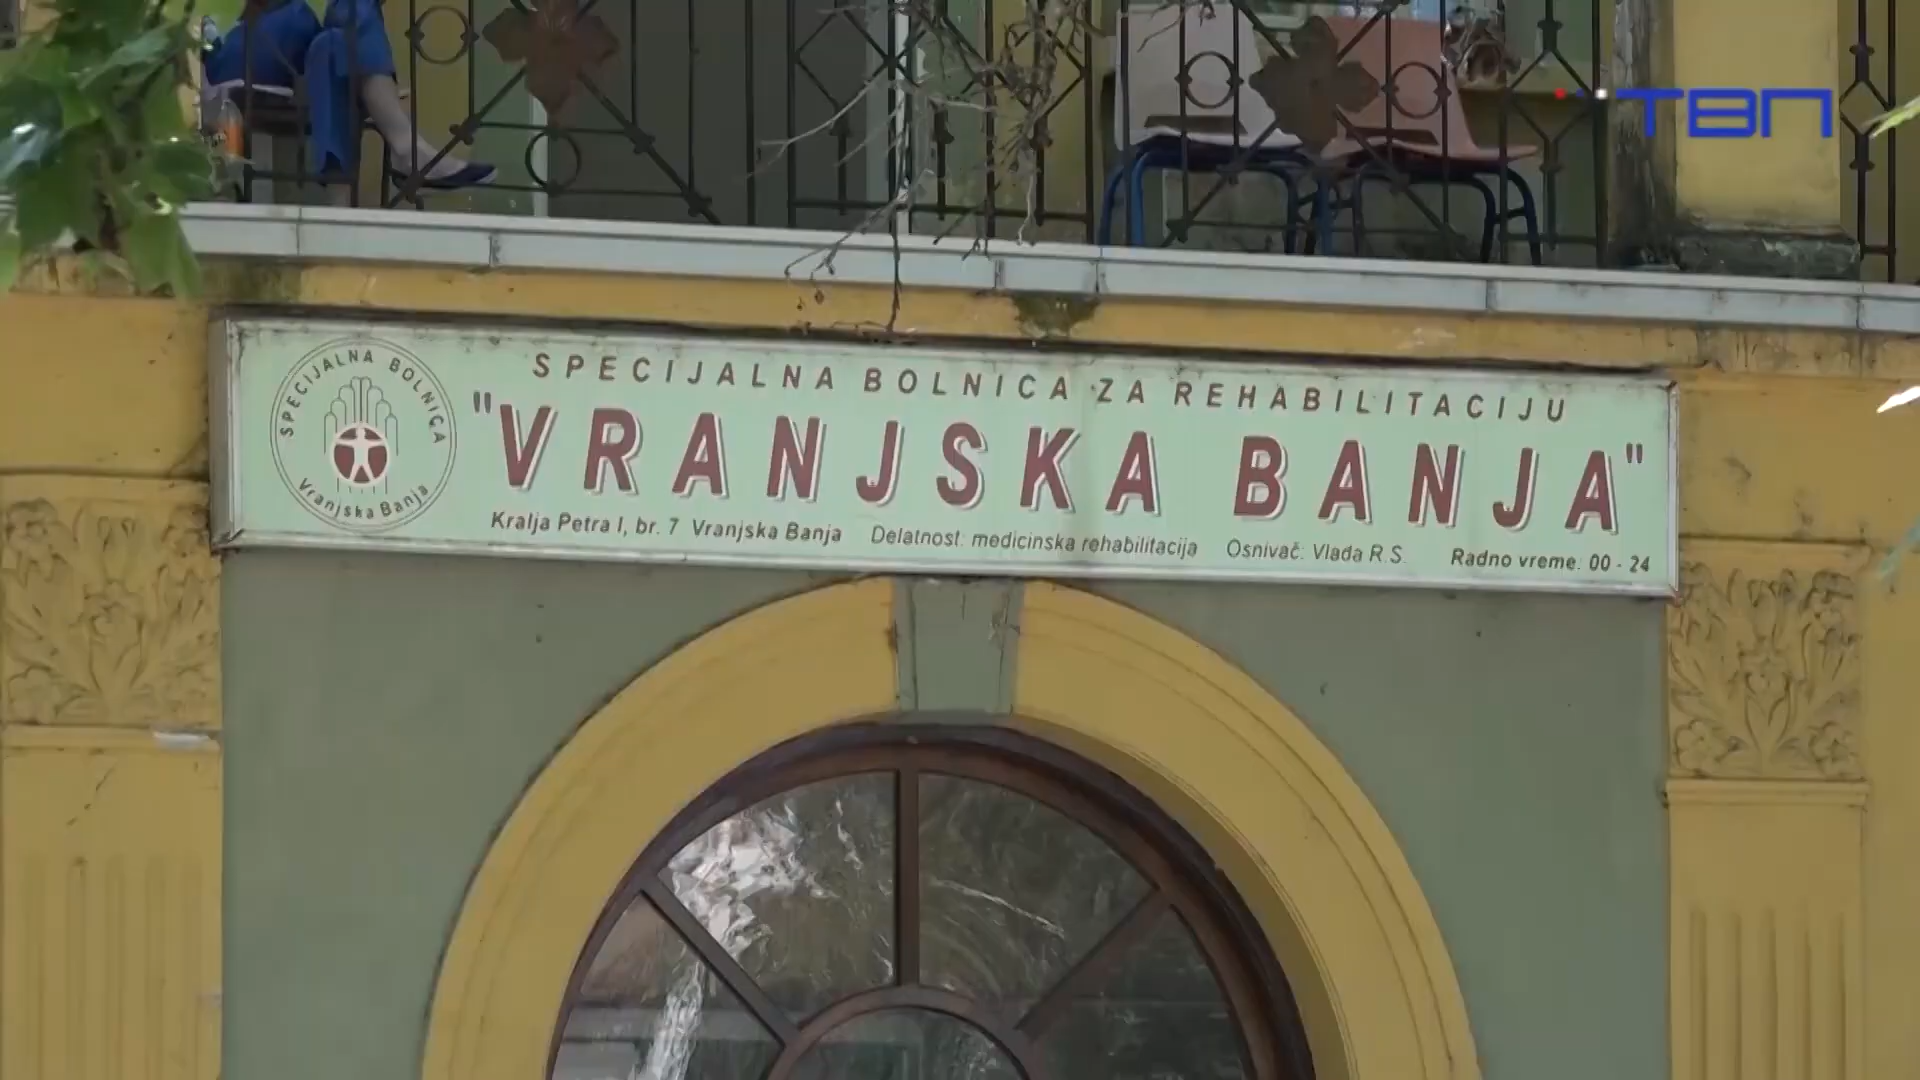 ТВП
SPECIJALNA BOLNICA ZA REHABILITACIJU
"VRANJSKA BANJA"
Kralja Petra I, br. 7 Vranjska Banja Delatnost: medicinska rehabilitacija Osnivač: Vlada R.S. Radno vreme: 00 - 24
SPECIJALNA BOLNICA
Vranjska Banja